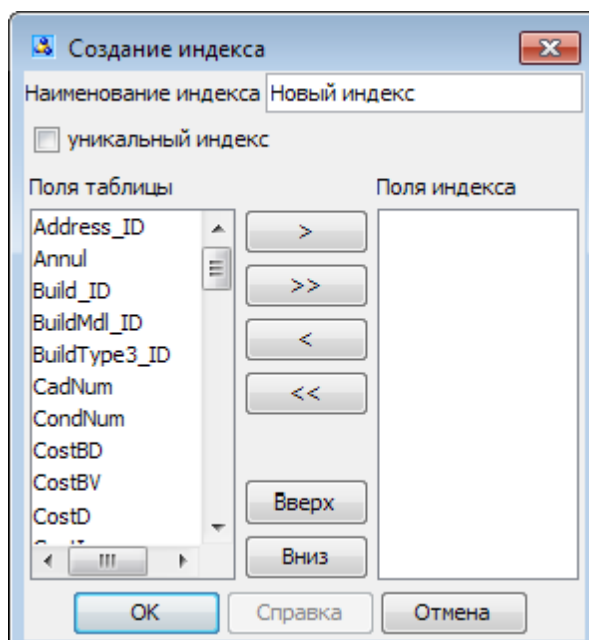 Создание индекса
Наименование индекса Новый индекс
уникальный индекс
Поля таблицы Поля индекса
Address_ID
Annul
Build_ID
BuildMdl_ID
BuildType3_ID
CadNum
CondNum
CostBD
CostBV
CostD
>
>>
<
<<
Вверх
Вниз
OK Справка Отмена